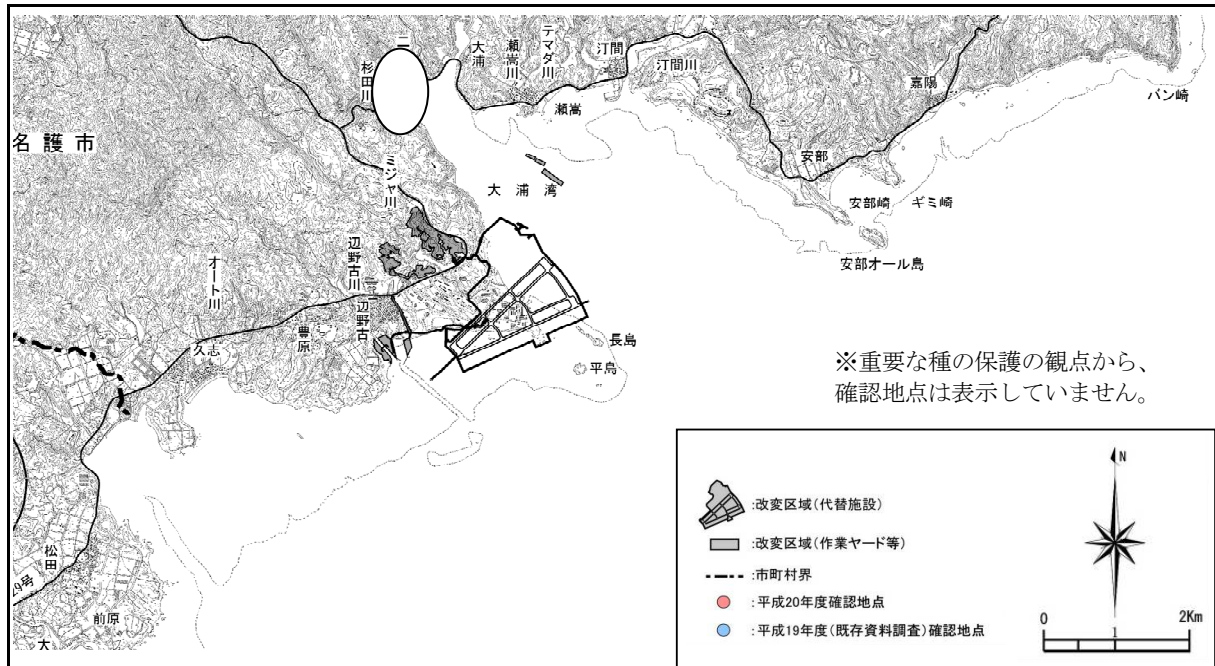 二
杉田川
大浦
瀬嵩川
テマダ川
汀間
汀間川
瀬嵩
嘉陽
バン崎
安部
名護市
ミジャ川
大浦湾
安部崎
ギミ崎
安部オール島
辺野古川
オート川
辺野古
豊原
久志
長島
平島
※重要な種の保護の観点から、
確認地点は表示していません。
松田
29号
前原
大
:改変区域(代替施設)
:改変区域(作業ヤード等)
:市町村界
:平成20年度確認地点
:平成19年度(既存資料調査)確認地点
N
0
1
2Km